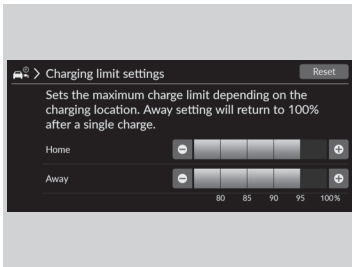 Charging limit settings
Reset
Sets the maximum charge limit depending on the
charging location. Away setting will return to 100%
after a single charge.
Home
Away
80 85 90 95 100%